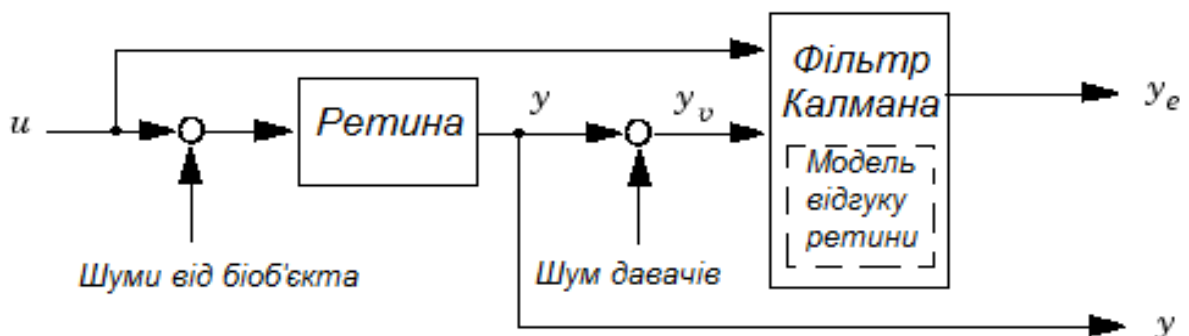 Фільтр
Калмана
u
Ретина
y
y_v
y_e
Модель
відгуку
ретини
Шуми від біоб'єкта
Шум давачів
y